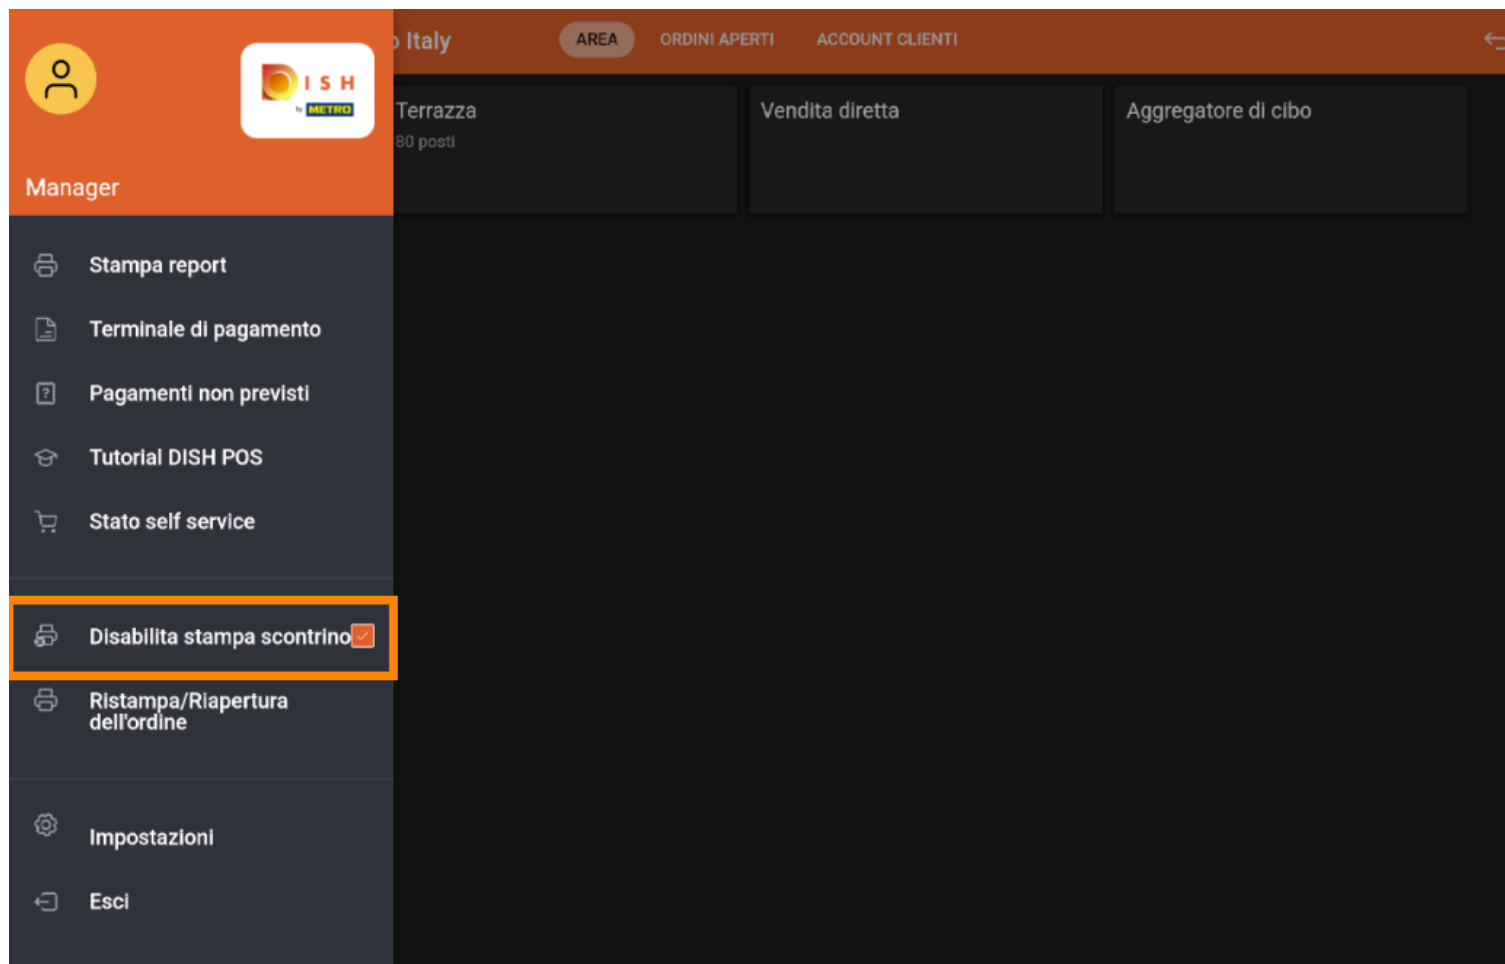 ISH
by METRO
Manager
Italy
AREA
ORDINI APERTI
ACCOUNT CLIENTI
Terrazza
80 posti
Vendita diretta
Aggregatore di cibo
Stampa report
Terminale di pagamento
Pagamenti non previsti
Tutorial DISH POS
Stato self service
Disabilita stampa scontrino
Ristampa/Riapertura
dell'ordine
Impostazioni
Esci